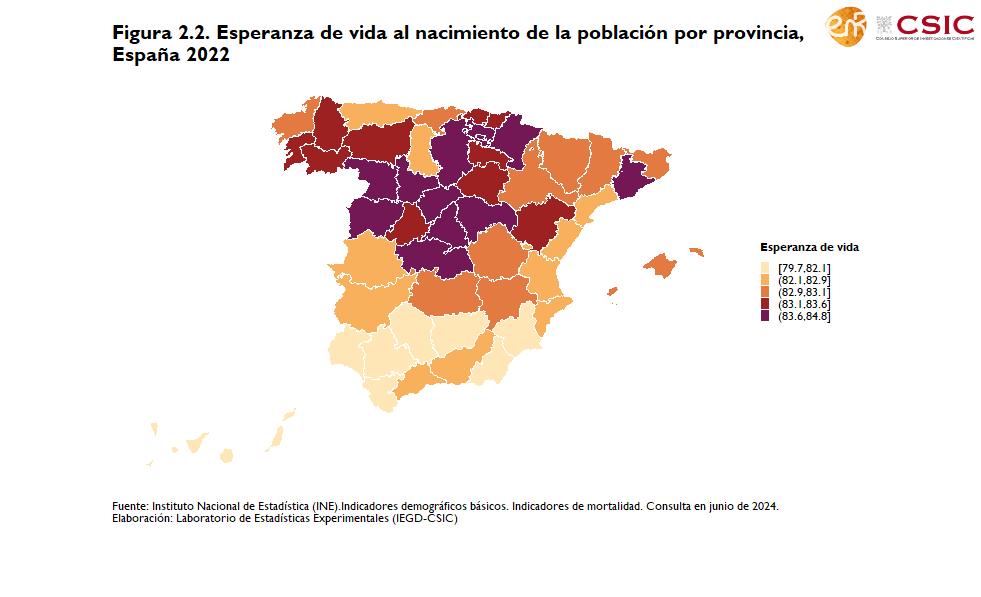 Figura 2.2. Esperanza de vida al nacimiento de la población por provincia,
España 2022
CSIC
CONSEJO SUPERIOR DE INVESTIGACIONES CIENTÍFICAS
Esperanza de vida
[79.7,82.1]
(82.1,82.9]
(82.9,83.1]
(83.1,83.6]
(83.6,84.8]
Fuente: Instituto Nacional de Estadística (INE).Indicadores demográficos básicos. Indicadores de mortalidad. Consulta en junio de 2024.
Elaboración: Laboratorio de Estadísticas Experimentales (IEGD-CSIC)